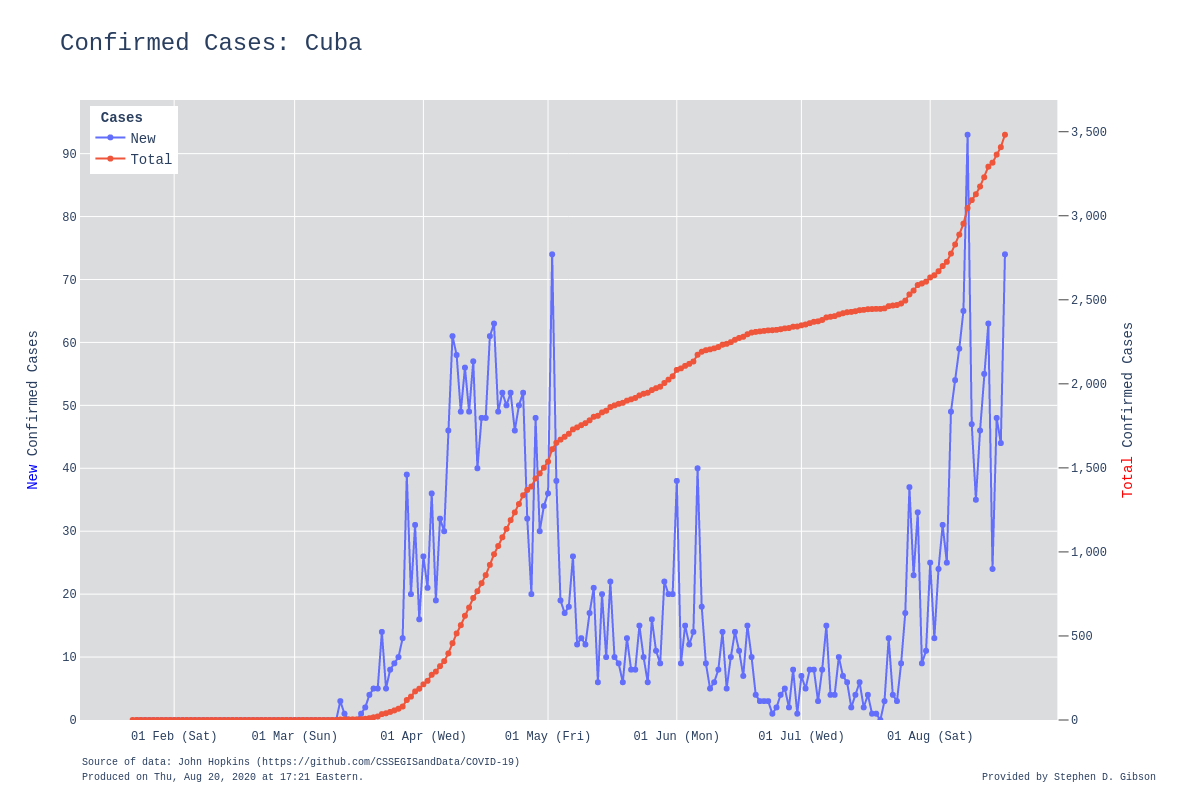 Confirmed Cases: Cuba
Cases
New
Total
90
80
70
60
50
40
30
20
10
0
New Confirmed Cases
3,500
3,000
2,500
2,000
1,500
1,000
500
0
Total Confirmed Cases
01 Feb (Sat) 01 Mar (Sun) 01 Apr (Wed) 01 May (Fri) 01 Jun (Mon) 01 Jul (Wed) 01 Aug (Sat)
Source of data: John Hopkins (https://github.com/CSSEGISandData/COVID-19)
Produced on Thu, Aug 20, 2020 at 17:21 Eastern.
Provided by Stephen D. Gibson